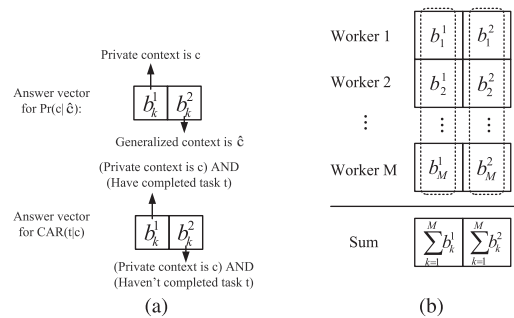 Private context is c
Answer vector
for Pr(c|ĉ):
b_k^1 b_k^2
Generalized context is ĉ
(Private context is c) AND
(Have completed task t)
Answer vector
for CAR(t|c)
b_k^1 b_k^2
(Private context is c) AND
(Haven't completed task t)
(a)
Worker 1 b_1^1 b_1^2
Worker 2 b_2^1 b_2^2
⋮ ⋮ ⋮
Worker M b_M^1 b_M^2
Sum ∑_{k=1}^{M} b_k^1 ∑_{k=1}^{M} b_k^2
(b)